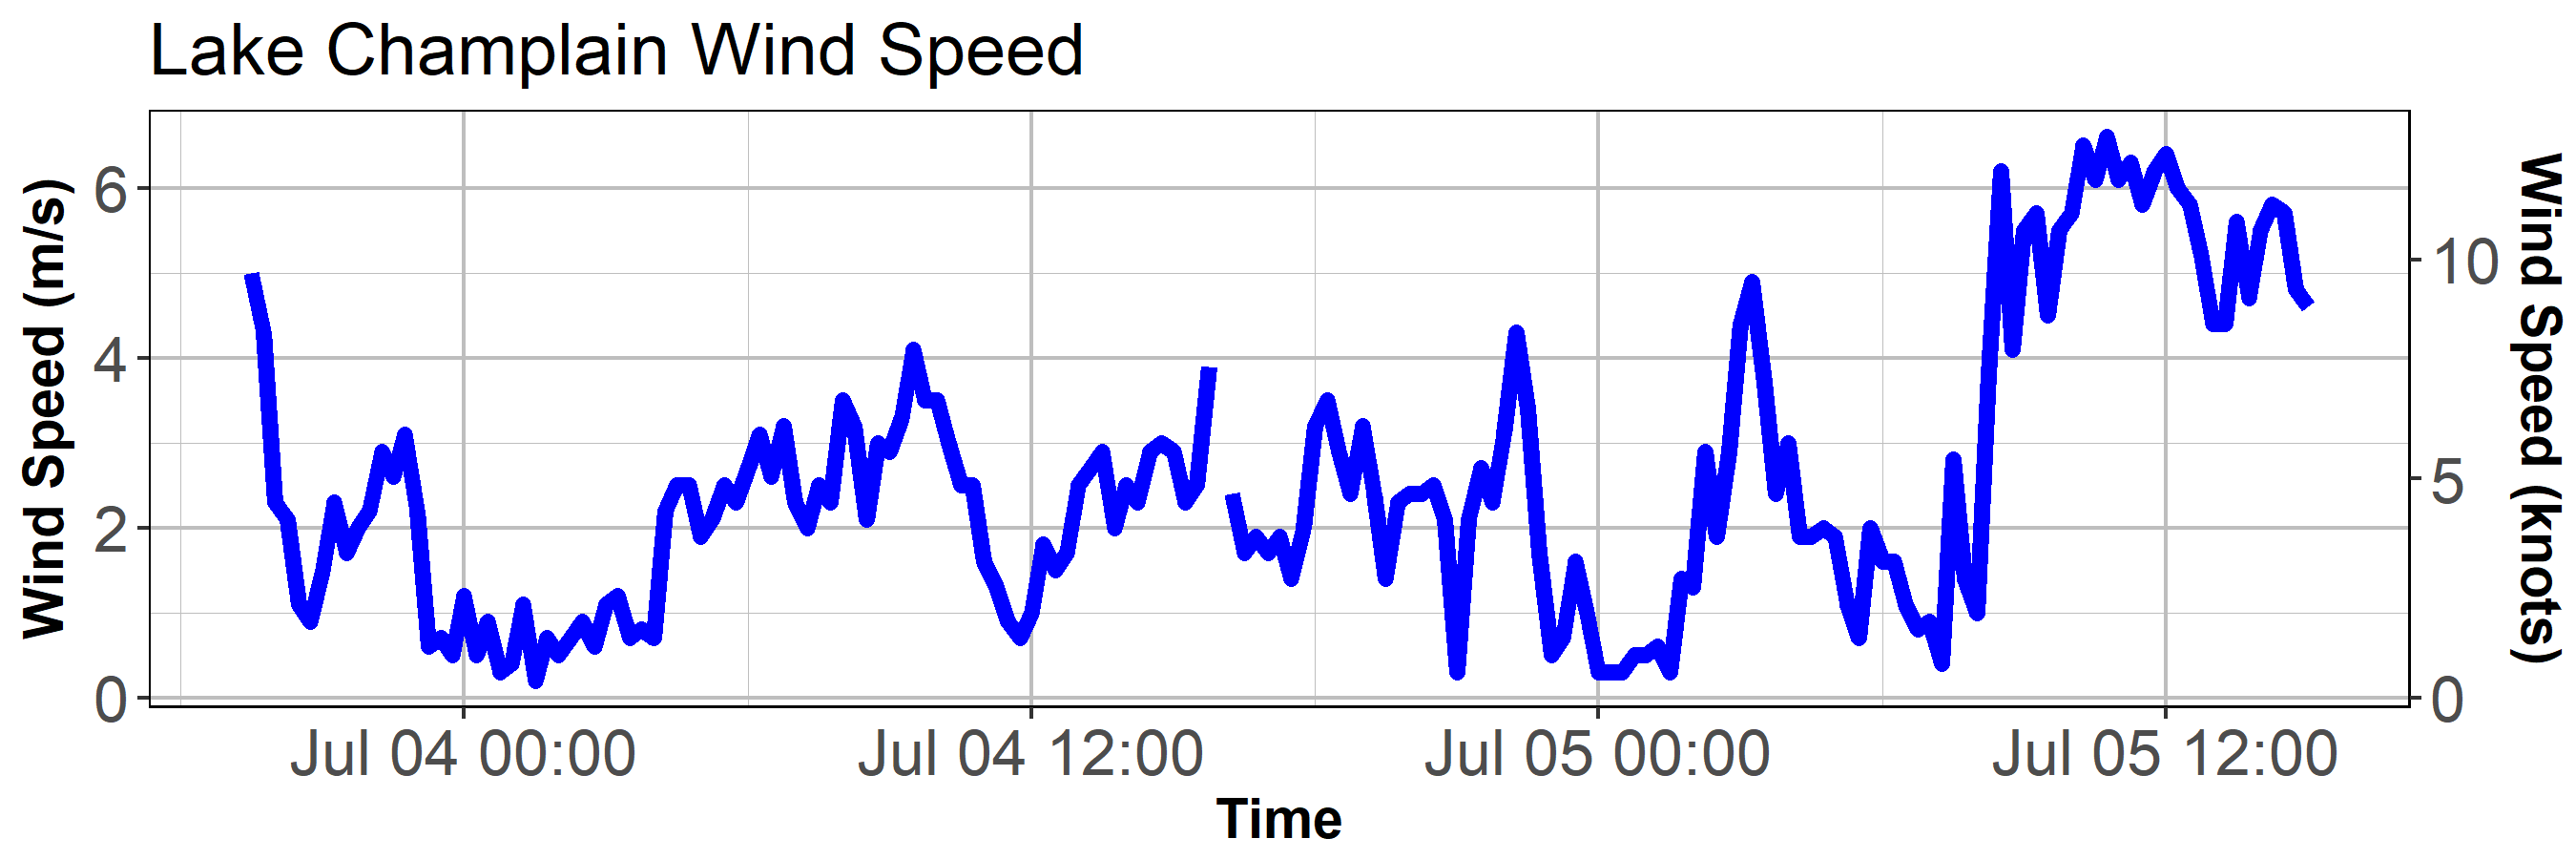 Lake Champlain Wind Speed
Wind Speed (m/s)
6
4
2
0
Wind Speed (knots)
10
5
0
Jul 04 00:00
Jul 04 12:00
Jul 05 00:00
Jul 05 12:00
Time